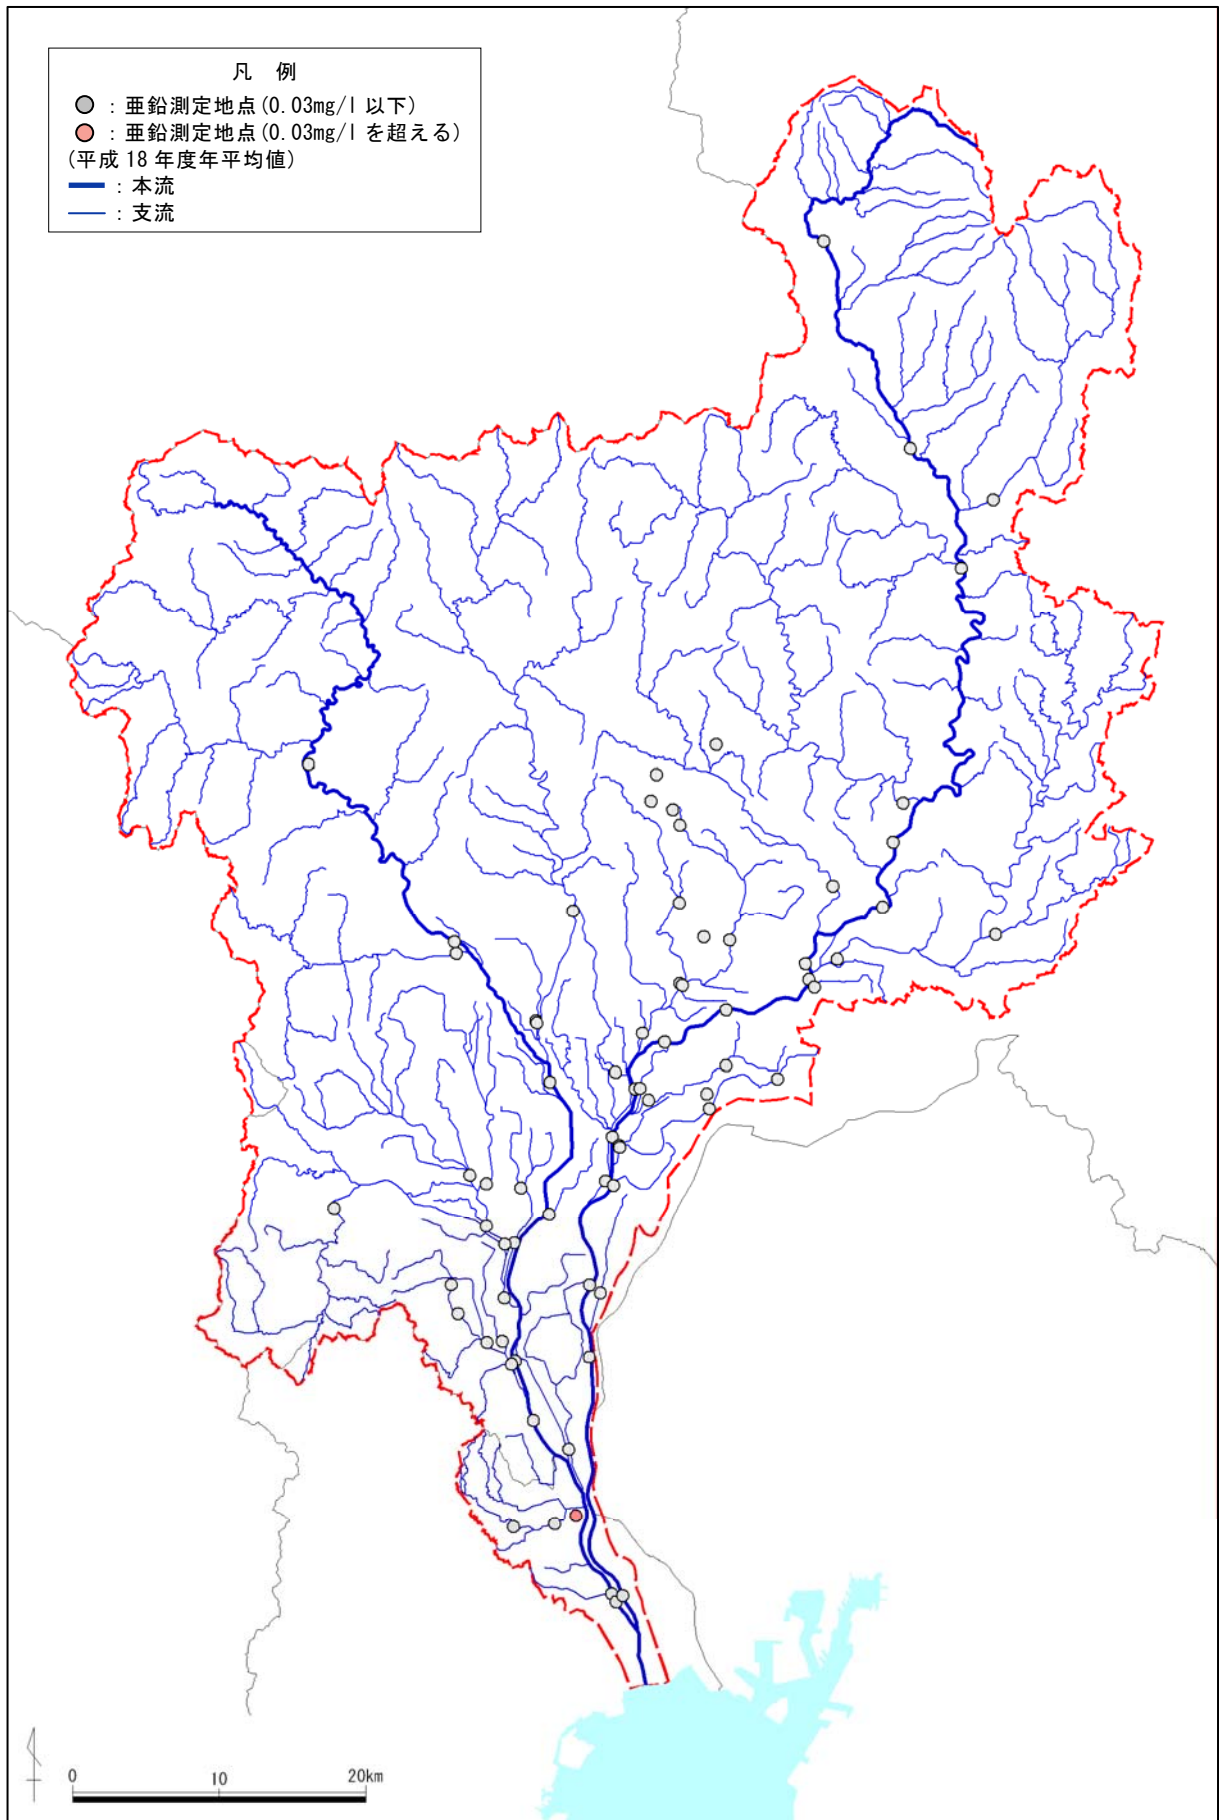 凡 例
：亜鉛測定地点(0.03mg/l 以下)
：亜鉛測定地点(0.03mg/l を超える)
(平成 18 年度年平均値)
：本流
：支流
0 10 20km